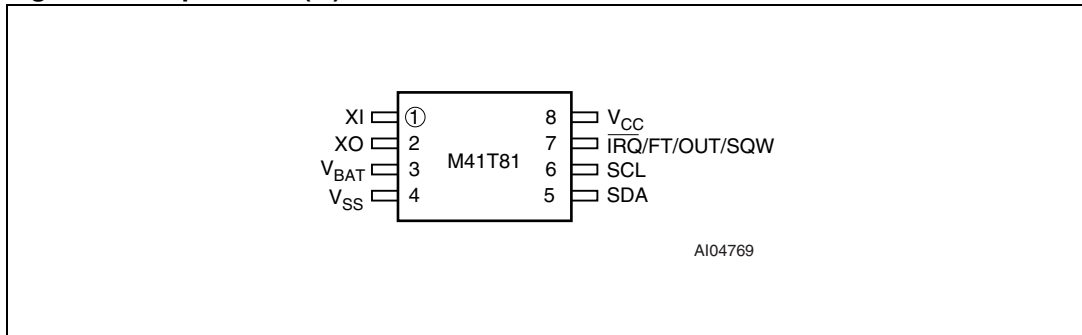 XI 1 8 V_CC
XO 2 7 IRQ/FT/OUT/SQW
V_BAT 3 M41T81 6 SCL
V_SS 4 5 SDA
AI04769